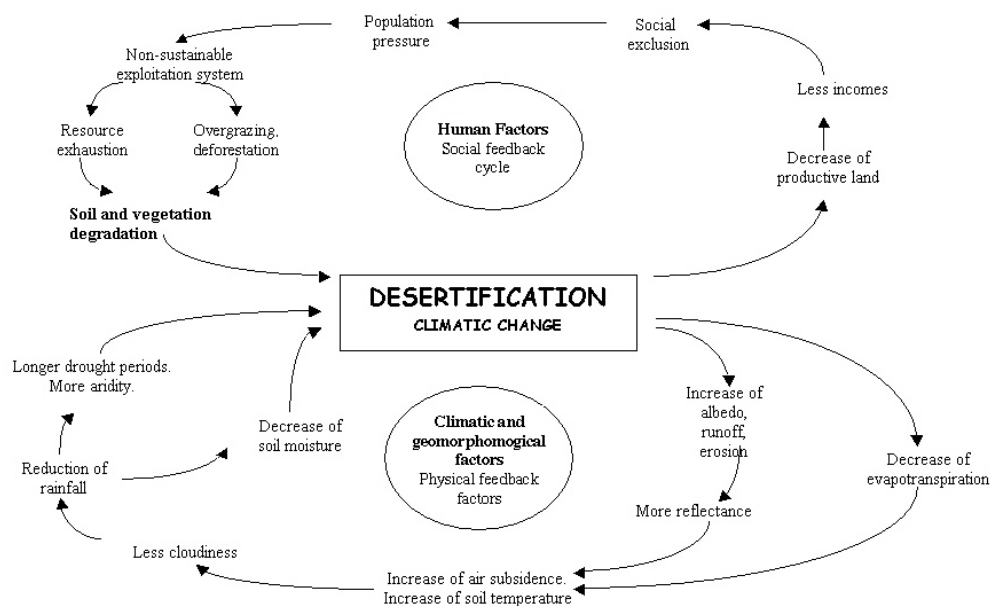 Population
pressure
Social
exclusion
Non-sustainable
exploitation system
Less incomes
Resource
exhaustion
Overgrazing,
deforestation
Human Factors
Social feedback
cycle
Decrease of
productive land
Soil and vegetation
degradation
DESERTIFICATION
CLIMATIC CHANGE
Longer drought periods.
More aridity.
Decrease of
soil moisture
Climatic and
geomorphomogical
factors
Physical feedback
factors
Increase of
albedo,
runoff,
erosion
Reduction of
rainfall
Decrease of
evapotranspiration
More reflectance
Less cloudiness
Increase of air subsidence.
Increase of soil temperature